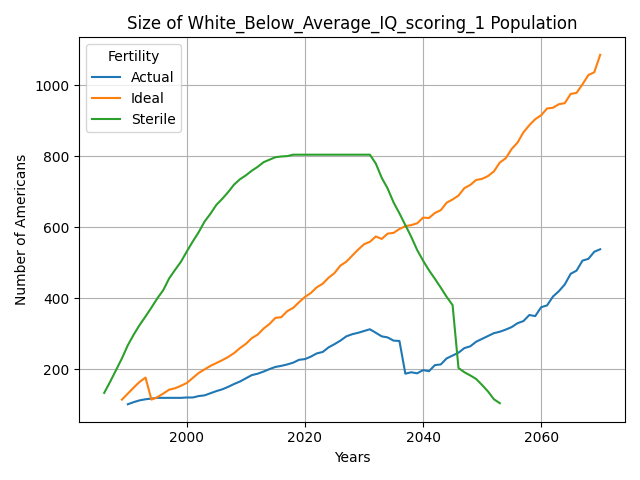 Size of White_Below_Average_IQ_scoring_1 Population
Fertility
Actual
Ideal
Sterile
Number of Americans
1000
800
600
400
200
2000
2020
2040
2060
Years